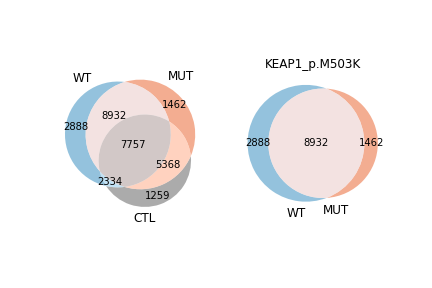 WT
MUT
2888
8932
1462
7757
5368
2334
1259
CTL
KEAP1_p.M503K
2888
8932
1462
WT
MUT